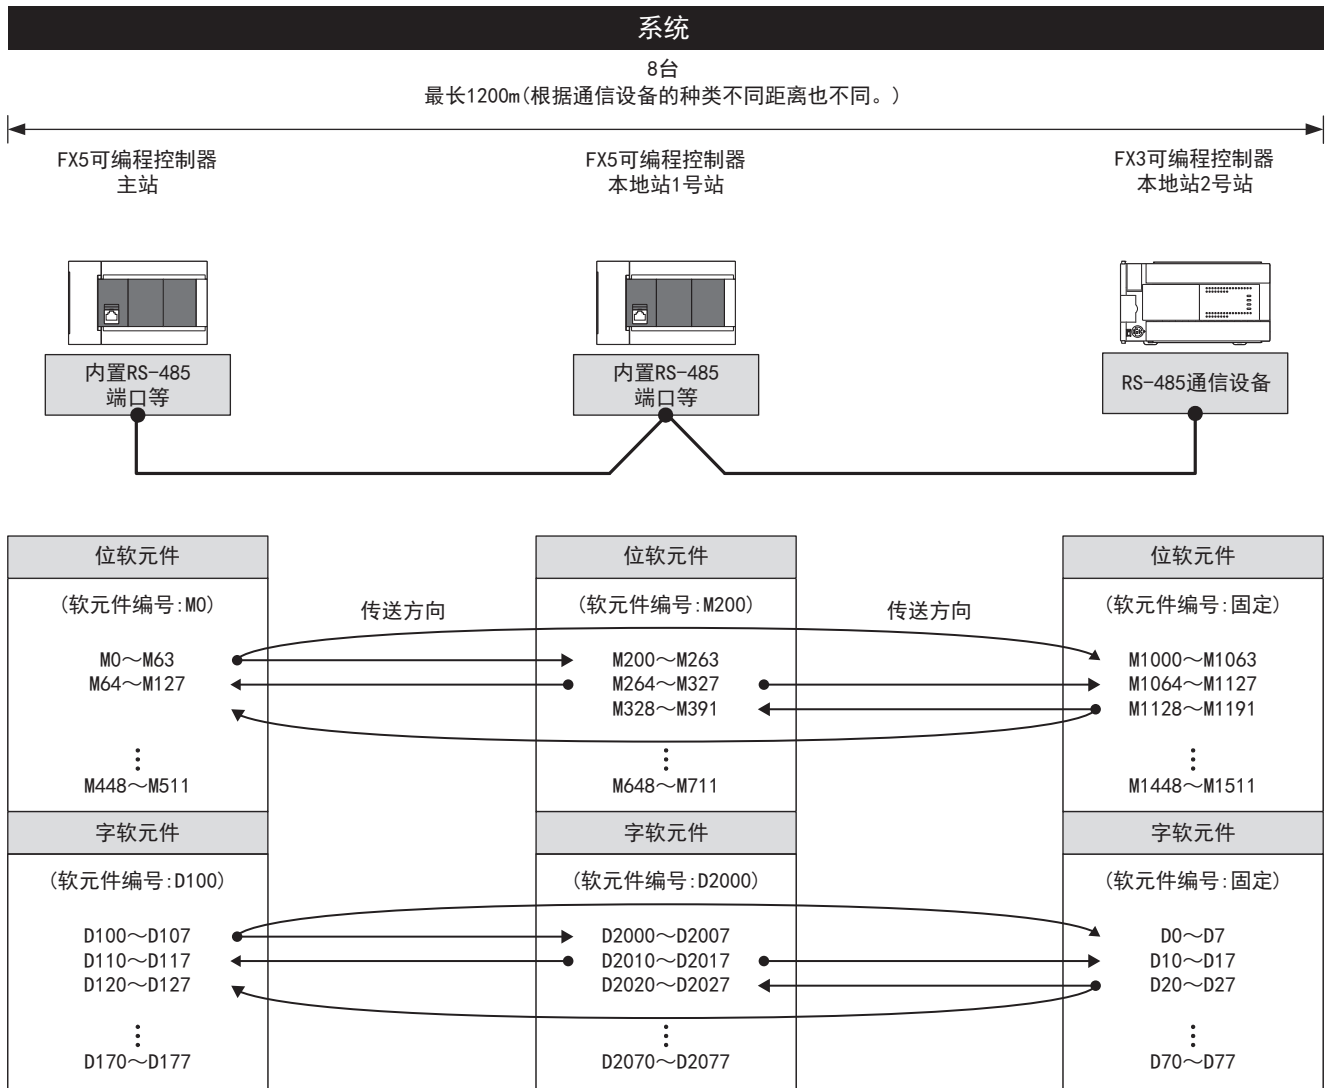 系统
8台
最长1200m(根据通信设备的种类不同距离也不同。)
FX5可编程控制器
主站
FX5可编程控制器
本地站1号站
FX3可编程控制器
本地站2号站
内置RS-485
端口等
内置RS-485
端口等
RS-485通信设备
位软元件
(软元件编号:M0)
M0～M63
M64～M127
M448～M511
传送方向
位软元件
(软元件编号:M200)
M200～M263
M264～M327
M328～M391
M648～M711
传送方向
位软元件
(软元件编号:固定)
M1000～M1063
M1064～M1127
M1128～M1191
M1448～M1511
字软元件
(软元件编号:D100)
D100～D107
D110～D117
D120～D127
D170～D177
字软元件
(软元件编号:D2000)
D2000～D2007
D2010～D2017
D2020～D2027
D2070～D2077
字软元件
(软元件编号:固定)
D0～D7
D10～D17
D20～D27
D70～D77